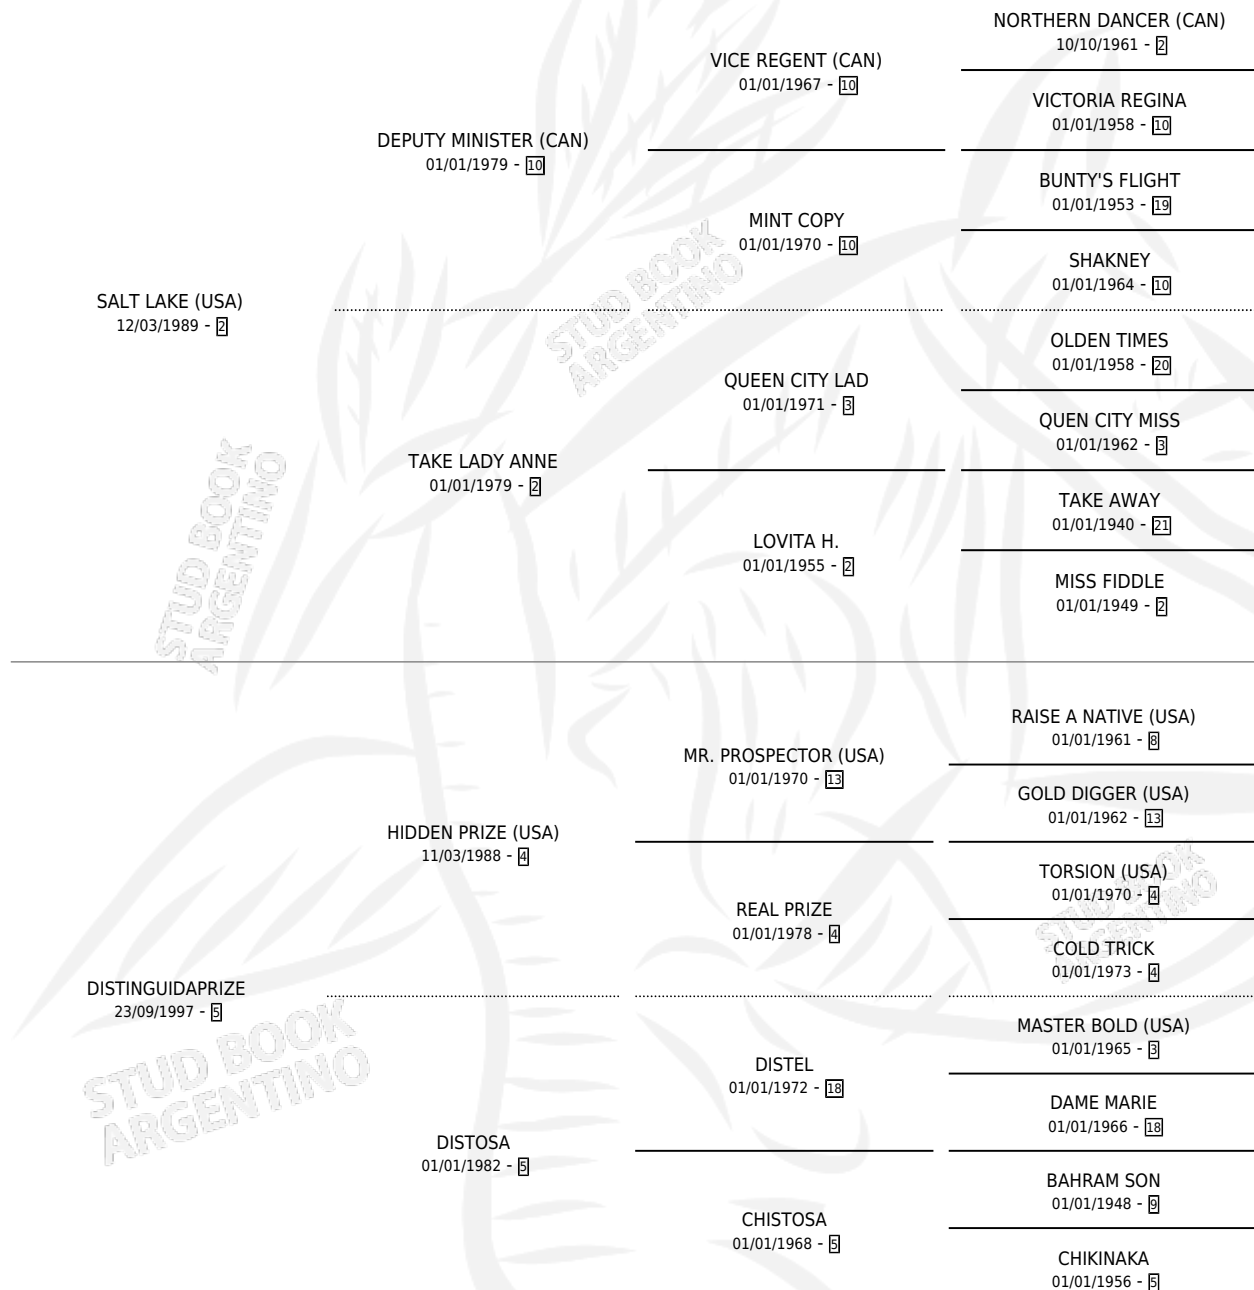 SALT LAKE (USA)
12/03/1989 - 2
DEPUTY MINISTER (CAN)
01/01/1979 - 10
TAKE LADY ANNE
01/01/1979 - 2
VICE REGENT (CAN)
01/01/1967 - 10
MINT COPY
01/01/1970 - 10
QUEEN CITY LAD
01/01/1971 - 3
LOVITA H.
01/01/1955 - 2
NORTHERN DANCER (CAN)
10/10/1961 - 2
VICTORIA REGINA
01/01/1958 - 10
BUNTY'S FLIGHT
01/01/1953 - 19
SHAKNEY
01/01/1964 - 10
OLDEN TIMES
01/01/1958 - 20
QUEN CITY MISS
01/01/1962 - 3
TAKE AWAY
01/01/1940 - 21
MISS FIDDLE
01/01/1949 - 2
DISTINGUIDAPRIZE
23/09/1997 - 5
HIDDEN PRIZE (USA)
11/03/1988 - 4
DISTOSA
01/01/1982 - 5
MR. PROSPECTOR (USA)
01/01/1970 - 13
REAL PRIZE
01/01/1978 - 4
DISTEL
01/01/1972 - 18
CHISTOSA
01/01/1968 - 5
RAISE A NATIVE (USA)
01/01/1961 - 8
GOLD DIGGER (USA)
01/01/1962 - 13
TORSION (USA)
01/01/1970 - 4
COLD TRICK
01/01/1973 - 4
MASTER BOLD (USA)
01/01/1965 - 3
DAME MARIE
01/01/1966 - 18
BAHRAM SON
01/01/1948 - 9
CHIKINAKA
01/01/1956 - 5
STUD BOOK
ARGENTINO
STUD BOOK
ARGENTINO
STUD BOOK
ARGENTINO
STUD BOOK
ARGENTINO